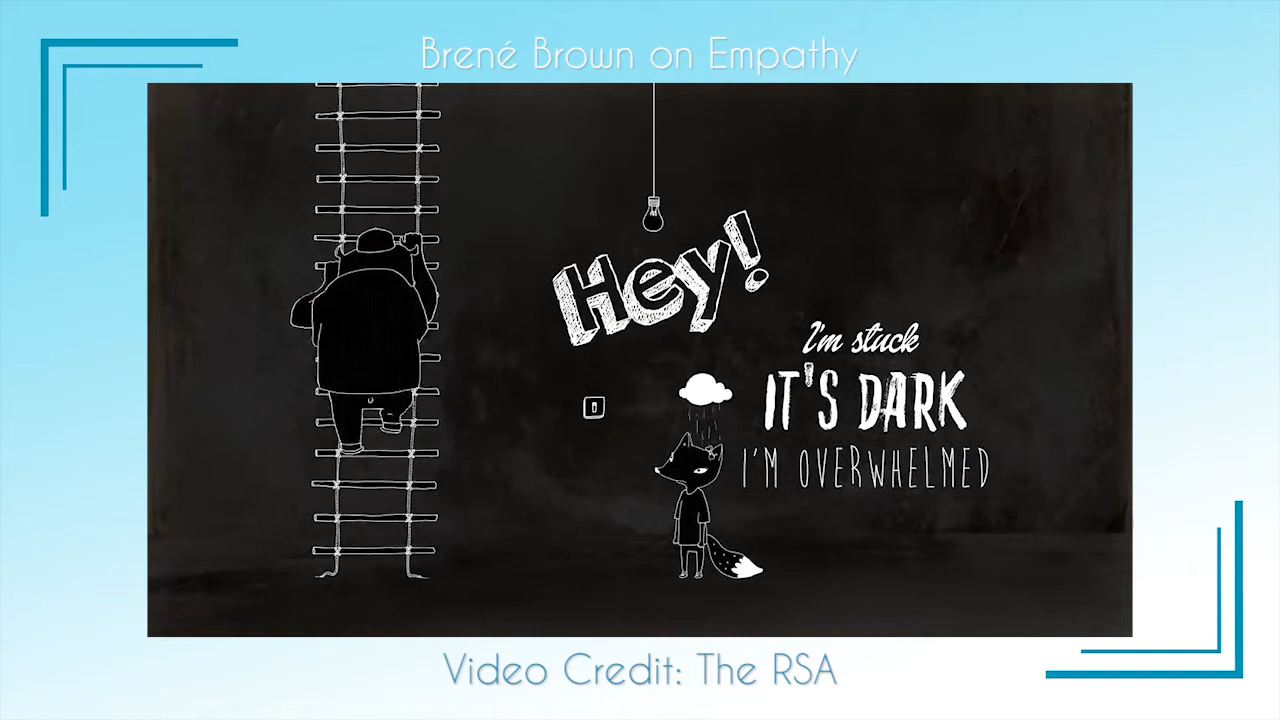 Brené Brown on Empathy
Hey!
I'm stuck
IT'S DARK
I'M OVERWHELMED
Video Credit: The RSA